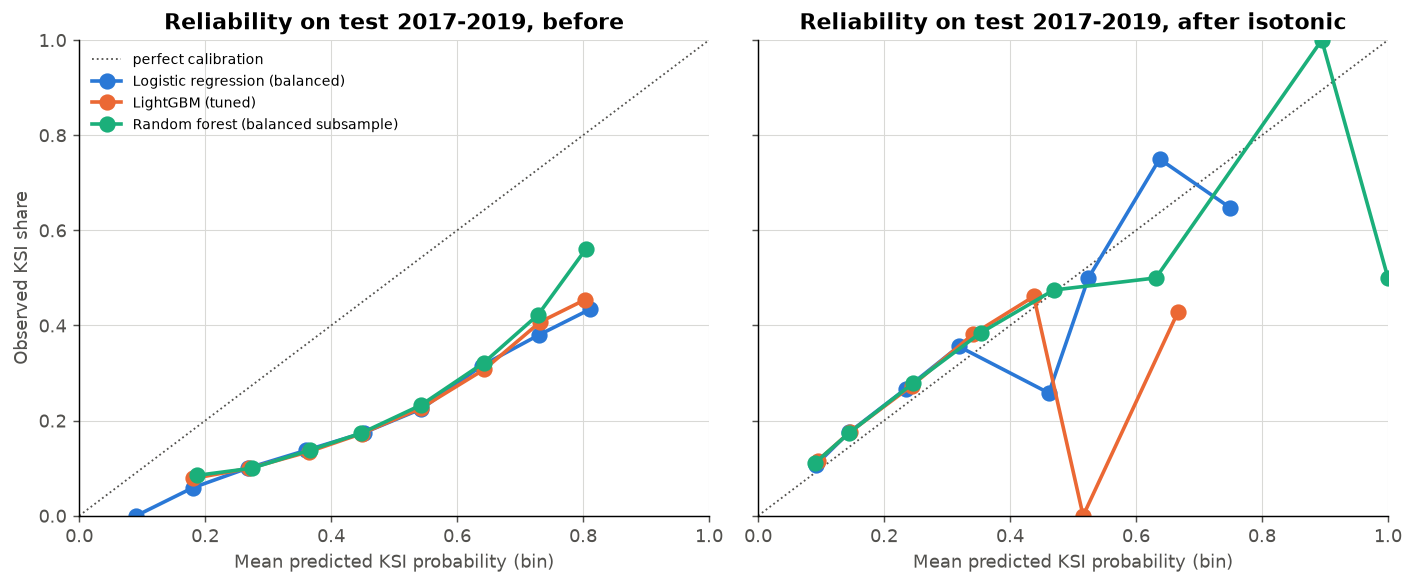 Reliability on test 2017-2019, before
1.0
0.8
0.6
0.4
0.2
0.0
Observed KSI share
perfect calibration
Logistic regression (balanced)
LightGBM (tuned)
Random forest (balanced subsample)
0.0 0.2 0.4 0.6 0.8 1.0
Mean predicted KSI probability (bin)
Reliability on test 2017-2019, after isotonic
0.0 0.2 0.4 0.6 0.8 1.0
Mean predicted KSI probability (bin)